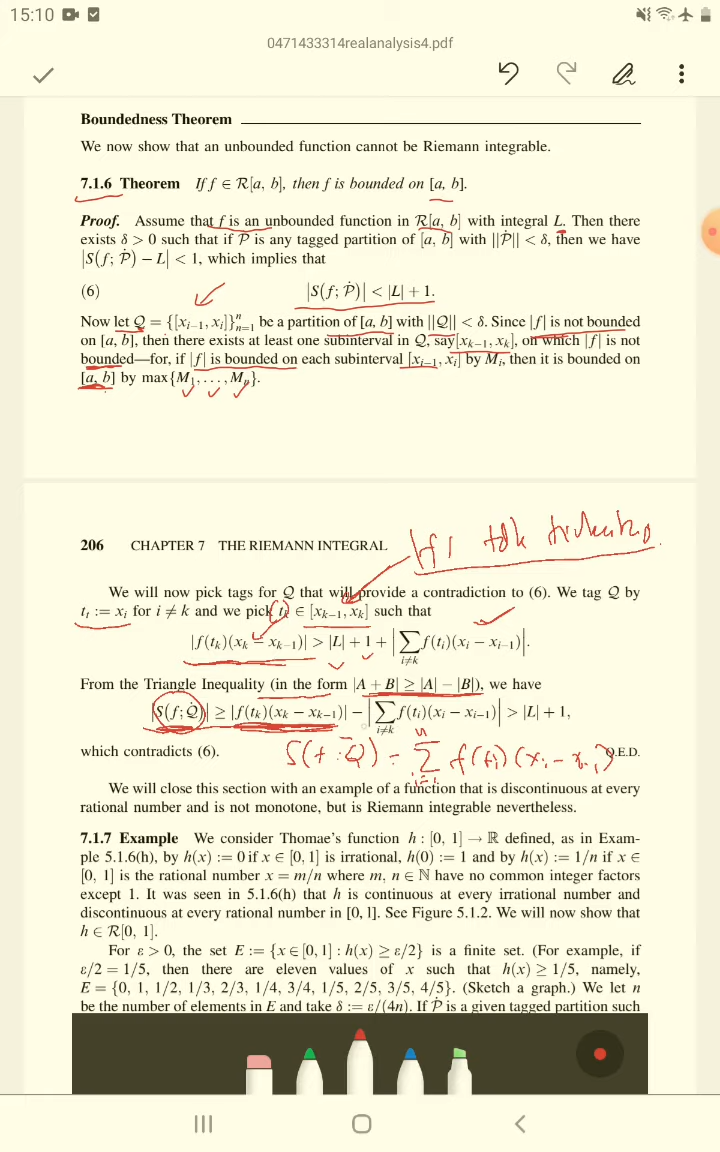 15:10
0471433314realanalysis4.pdf
Boundedness Theorem
We now show that an unbounded function cannot be Riemann integrable.
7.1.6 Theorem If f ∈ R[a, b], then f is bounded on [a, b].
Proof. Assume that f is an unbounded function in R[a, b] with integral L. Then there
exists δ > 0 such that if Ṗ is any tagged partition of [a, b] with ||Ṗ|| < δ, then we have
|S(f; Ṗ) − L| < 1, which implies that
(6) |S(f; Ṗ)| < |L| + 1.
Now let Q = {[xᵢ₋₁, xᵢ]}ⁿᵢ₌₁ be a partition of [a, b] with ||Q|| < δ. Since |f| is not bounded
on [a, b], then there exists at least one subinterval in Q, say [xₖ₋₁, xₖ], on which |f| is not
bounded—for, if |f| is bounded on each subinterval [xᵢ₋₁, xᵢ] by Mᵢ, then it is bounded on
[a, b] by max{M₁, . . . , Mₙ}.
206 CHAPTER 7 THE RIEMANN INTEGRAL
|f| tdk
We will now pick tags for Q that will provide a contradiction to (6). We tag Q by
tᵢ := xᵢ for i ≠ k and we pick tₖ ∈ [xₖ₋₁, xₖ] such that
|f(tₖ)(xₖ − xₖ₋₁)| > |L| + 1 + |∑ᵢ≠ₖ f(tᵢ)(xᵢ − xᵢ₋₁)|.
From the Triangle Inequality (in the form |A + B| ≥ |A| − |B|), we have
|S(f; Q̇)| ≥ |f(tₖ)(xₖ − xₖ₋₁)| − |∑ᵢ≠ₖ f(tᵢ)(xᵢ − xᵢ₋₁)| > |L| + 1,
which contradicts (6). Q.E.D.
S(f; Q̇) = ∑ⁿᵢ₌₁ f(tᵢ)(xᵢ − xᵢ₋₁)
We will close this section with an example of a function that is discontinuous at every
rational number and is not monotone, but is Riemann integrable nevertheless.
7.1.7 Example We consider Thomae's function h : [0, 1] → ℝ defined, as in Exam-
ple 5.1.6(h), by h(x) := 0 if x ∈ [0, 1] is irrational, h(0) := 1 and by h(x) := 1/n if x ∈
[0, 1] is the rational number x = m/n where m, n ∈ ℕ have no common integer factors
except 1. It was seen in 5.1.6(h) that h is continuous at every irrational number and
discontinuous at every rational number in [0, 1]. See Figure 5.1.2. We will now show that
h ∈ R[0, 1].
For ε > 0, the set E := {x ∈ [0, 1] : h(x) ≥ ε/2} is a finite set. (For example, if
ε/2 = 1/5, then there are eleven values of x such that h(x) ≥ 1/5, namely,
E = {0, 1, 1/2, 1/3, 2/3, 1/4, 3/4, 1/5, 2/5, 3/5, 4/5}. (Sketch a graph.) We let n
be the number of elements in E and take δ := ε/(4n). If Ṗ is a given tagged partition such